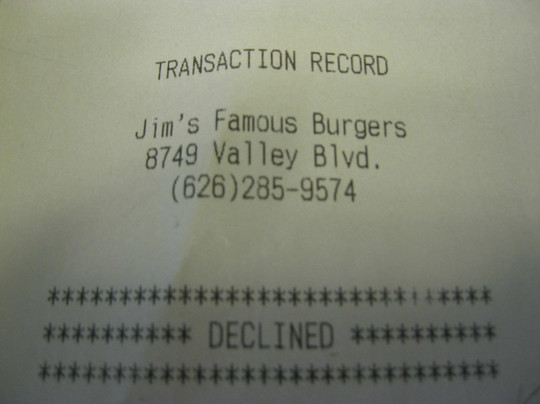 TRANSACTION RECORD
Jim's Famous Burgers
8749 Valley Blvd.
(626)285-9574
*******************************
********** DECLINED **********
********************************